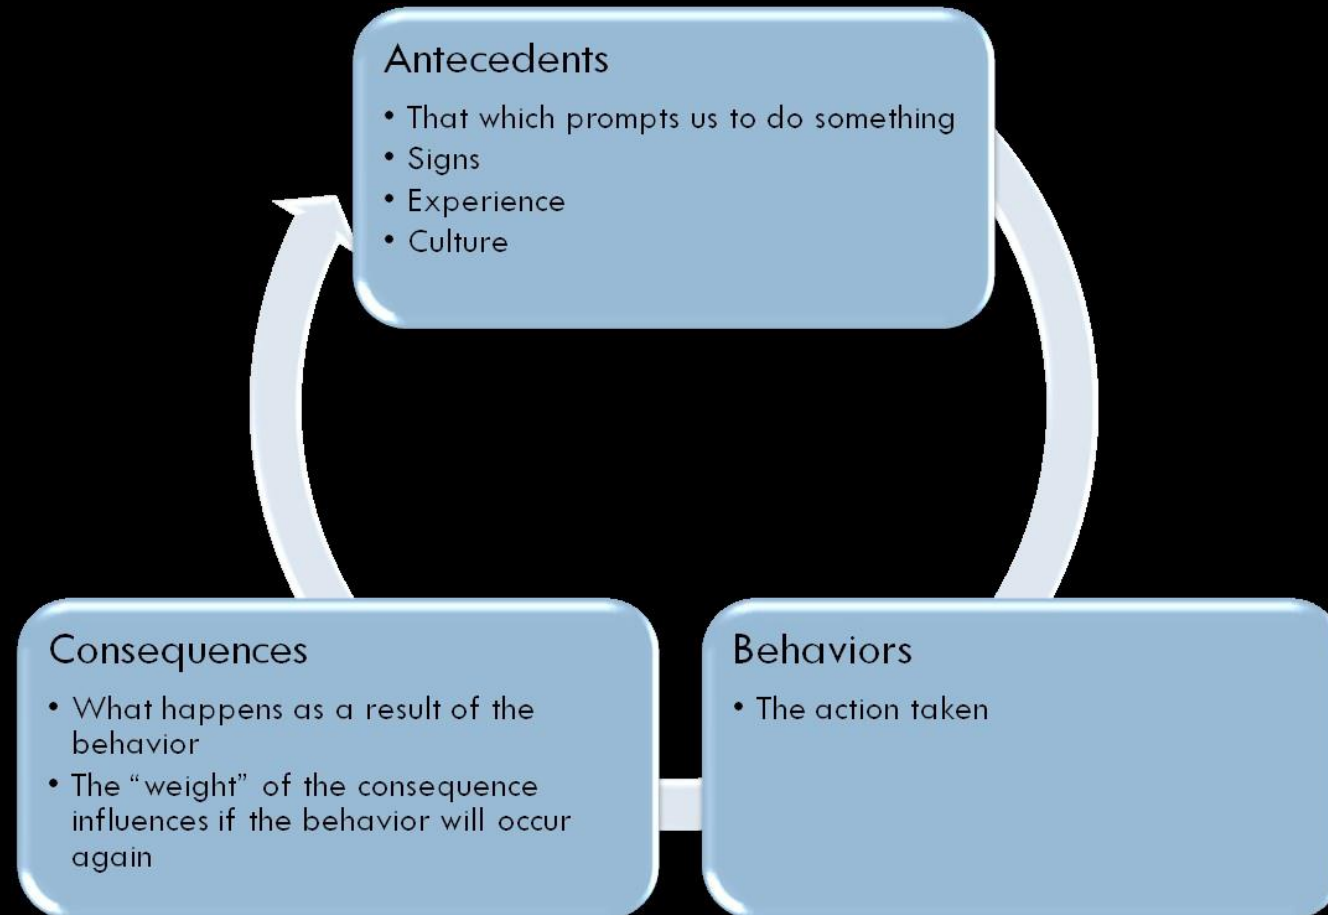 Antecedents
• That which prompts us to do something
• Signs
• Experience
• Culture
Consequences
• What happens as a result of the
behavior
• The “weight” of the consequence
influences if the behavior will occur
again
Behaviors
• The action taken